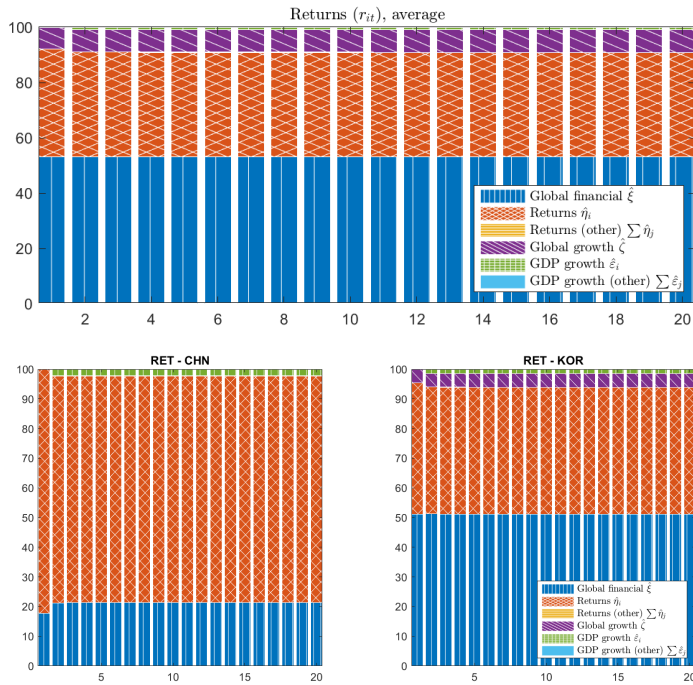 Returns (r_{it}), average
100
80
60
40
20
0
Global financial ξ̂
Returns η̂_i
Returns (other) ∑ η̂_j
Global growth ζ̂
GDP growth ε̂_i
GDP growth (other) ∑ ε̂_j
2 4 6 8 10 12 14 16 18 20
RET - CHN
100
90
80
70
60
50
40
30
20
10
0
5 10 15 20
RET - KOR
100
90
80
70
60
50
40
30
20
10
0
Global financial ξ̂
Returns η̂_i
Returns (other) ∑ η̂_j
Global growth ζ̂
GDP growth ε̂_i
GDP growth (other) ∑ ε̂_j
5 10 15 20